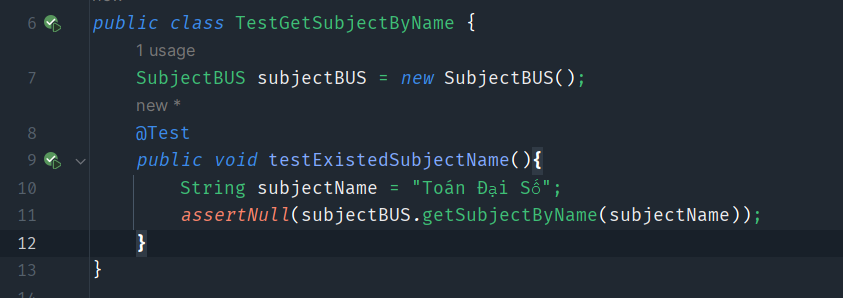 6 public class TestGetSubjectByName {
1 usage
7 SubjectBUS subjectBUS = new SubjectBUS();
new *
8 @Test
9 public void testExistedSubjectName(){
10 String subjectName = "Toán Đại Số";
11 assertNull(subjectBUS.getSubjectByName(subjectName));
12 }
13 }